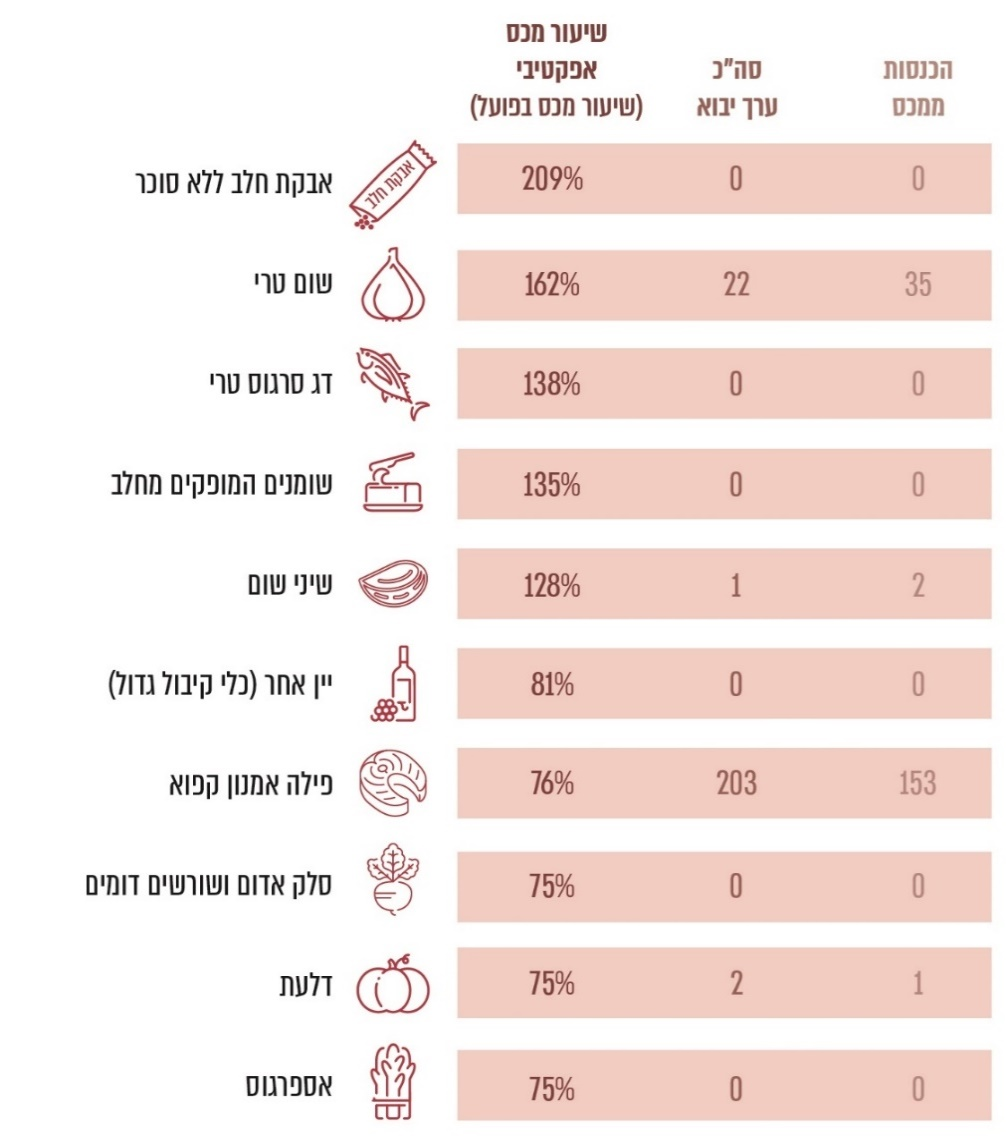 שיעור מכס
אפקטיבי
(שיעור מכס בפועל)
סה"כ
ערך יבוא
הכנסות
ממכס
אבקת חלב ללא סוכר אבקת חלב 209% 0 0
שום טרי 162% 22 35
דג סרגוס טרי 138% 0 0
שומנים המופקים מחלב 135% 0 0
שיני שום 128% 1 2
יין אחר (כלי קיבול גדול) 81% 0 0
פילה אמנון קפוא 76% 203 153
סלק אדום ושורשים דומים 75% 0 0
דלעת 75% 2 1
אספרגוס 75% 0 0